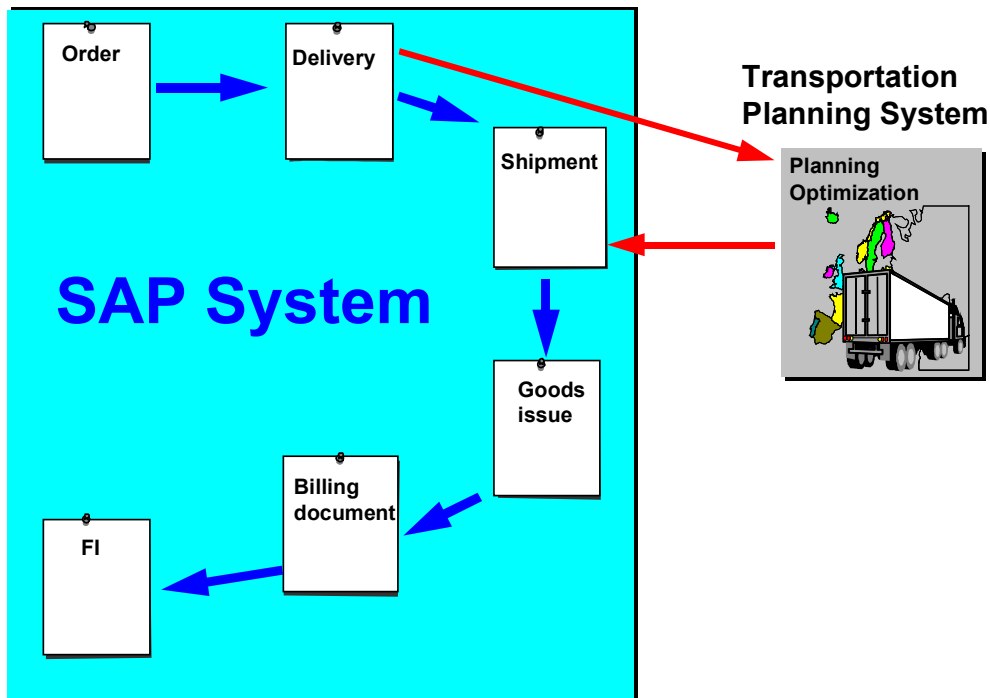 Order
Delivery
Transportation
Planning System
Shipment
Planning
Optimization
SAP System
Goods
issue
Billing
document
FI